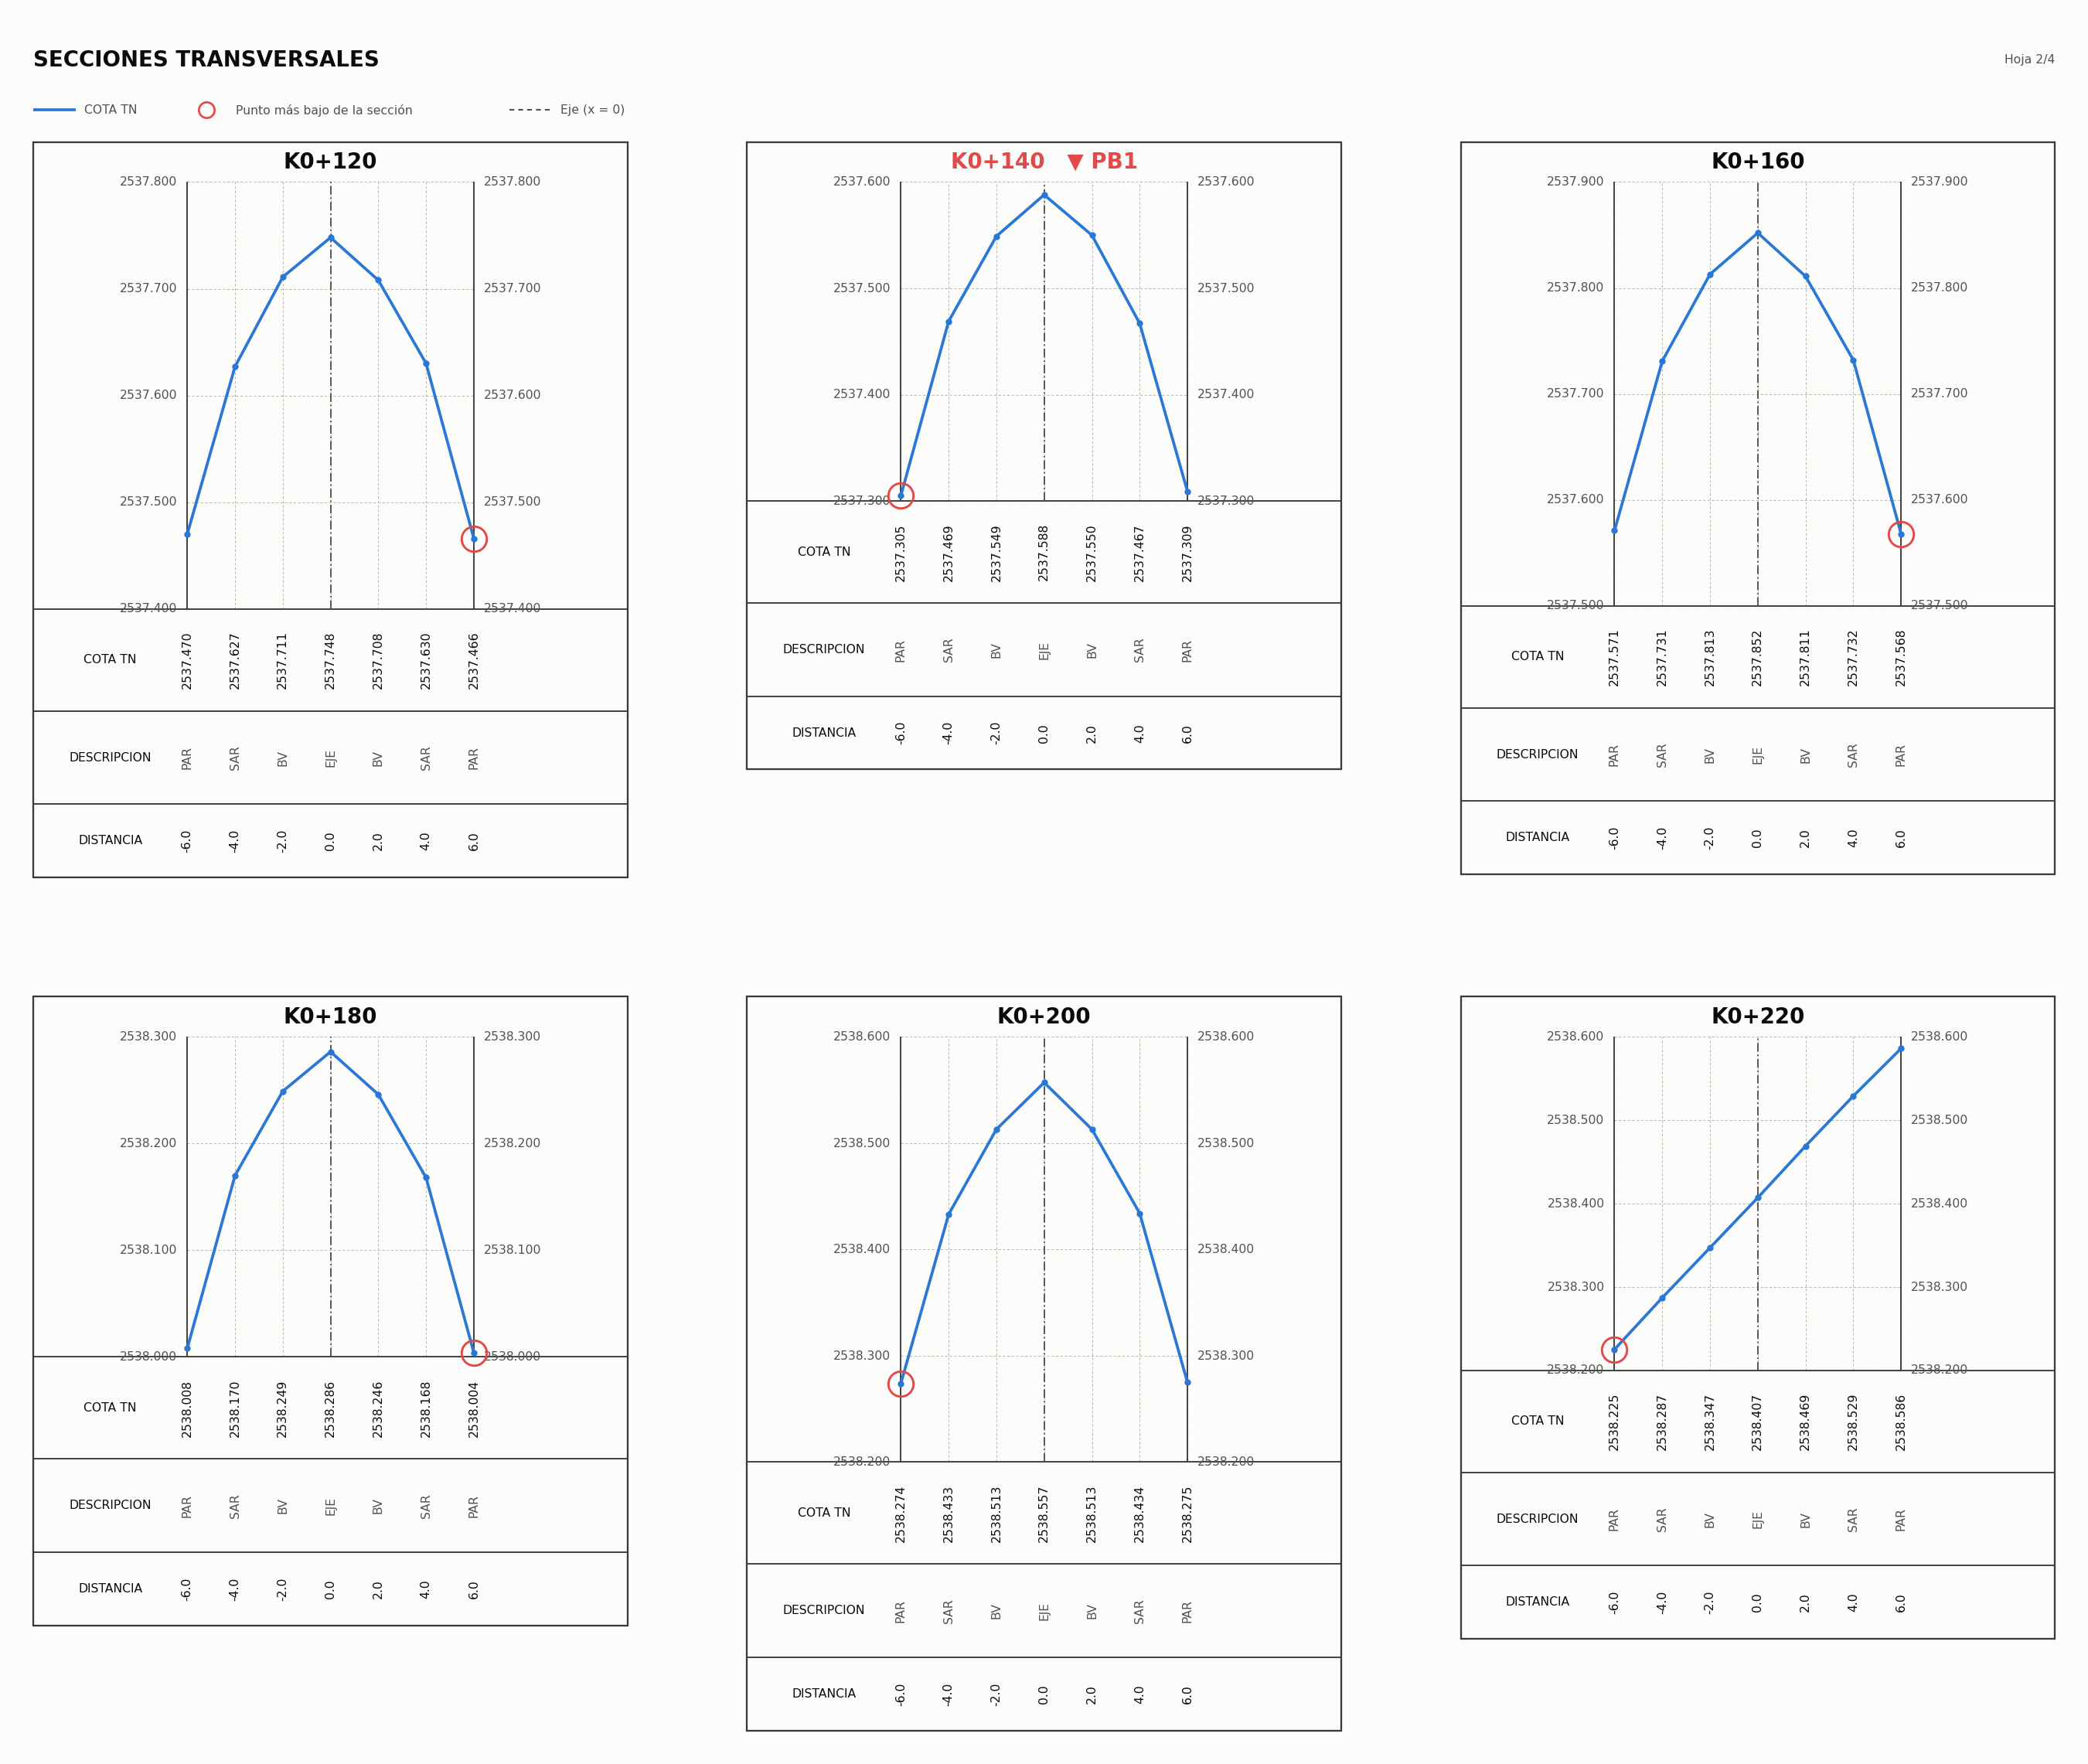 SECCIONES TRANSVERSALES
Hoja 2/4
COTA TN
Punto más bajo de la sección
Eje (x = 0)
K0+120
2537.800 2537.800
2537.700 2537.700
2537.600 2537.600
2537.500 2537.500
2537.400 2537.400
COTA TN 2537.470 2537.627 2537.711 2537.748 2537.708 2537.630 2537.466
DESCRIPCION PAR SAR BV EJE BV SAR PAR
DISTANCIA -6.0 -4.0 -2.0 0.0 2.0 4.0 6.0
K0+140 ▼ PB1
2537.600 2537.600
2537.500 2537.500
2537.400 2537.400
2537.300 2537.300
COTA TN 2537.305 2537.469 2537.549 2537.588 2537.550 2537.467 2537.309
DESCRIPCION PAR SAR BV EJE BV SAR PAR
DISTANCIA -6.0 -4.0 -2.0 0.0 2.0 4.0 6.0
K0+160
2537.900 2537.900
2537.800 2537.800
2537.700 2537.700
2537.600 2537.600
2537.500 2537.500
COTA TN 2537.571 2537.731 2537.813 2537.852 2537.811 2537.732 2537.568
DESCRIPCION PAR SAR BV EJE BV SAR PAR
DISTANCIA -6.0 -4.0 -2.0 0.0 2.0 4.0 6.0
K0+180
2538.300 2538.300
2538.200 2538.200
2538.100 2538.100
2538.000 2538.000
COTA TN 2538.008 2538.170 2538.249 2538.286 2538.246 2538.168 2538.004
DESCRIPCION PAR SAR BV EJE BV SAR PAR
DISTANCIA -6.0 -4.0 -2.0 0.0 2.0 4.0 6.0
K0+200
2538.600 2538.600
2538.500 2538.500
2538.400 2538.400
2538.300 2538.300
2538.200 2538.200
COTA TN 2538.274 2538.433 2538.513 2538.557 2538.513 2538.434 2538.275
DESCRIPCION PAR SAR BV EJE BV SAR PAR
DISTANCIA -6.0 -4.0 -2.0 0.0 2.0 4.0 6.0
K0+220
2538.600 2538.600
2538.500 2538.500
2538.400 2538.400
2538.300 2538.300
2538.200 2538.200
COTA TN 2538.225 2538.287 2538.347 2538.407 2538.469 2538.529 2538.586
DESCRIPCION PAR SAR BV EJE BV SAR PAR
DISTANCIA -6.0 -4.0 -2.0 0.0 2.0 4.0 6.0